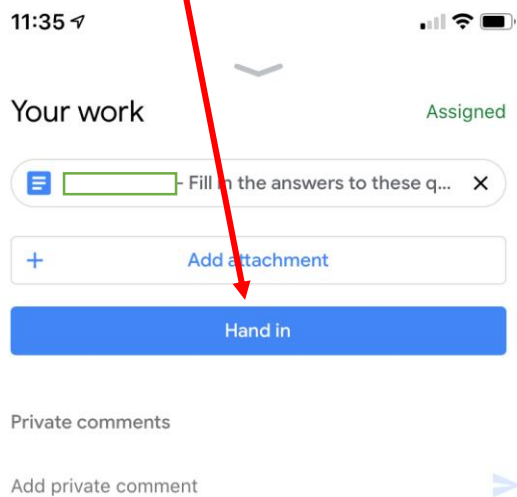 11:35
Your work
Assigned
- Fill in the answers to these q... ×
+ Add attachment
Hand in
Private comments
Add private comment